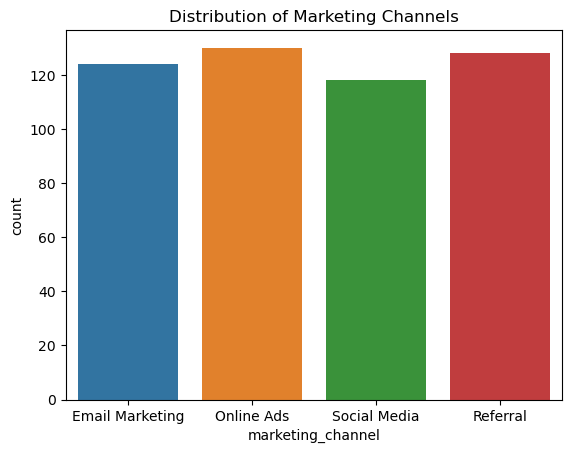 Distribution of Marketing Channels
count
120
100
80
60
40
20
0
Email Marketing Online Ads Social Media Referral
marketing_channel